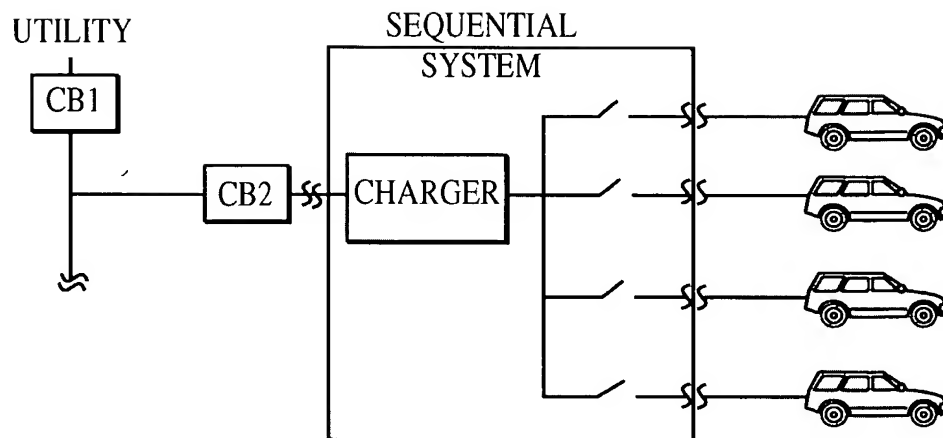 UTILITY
CB1
CB2
SEQUENTIAL
SYSTEM
CHARGER